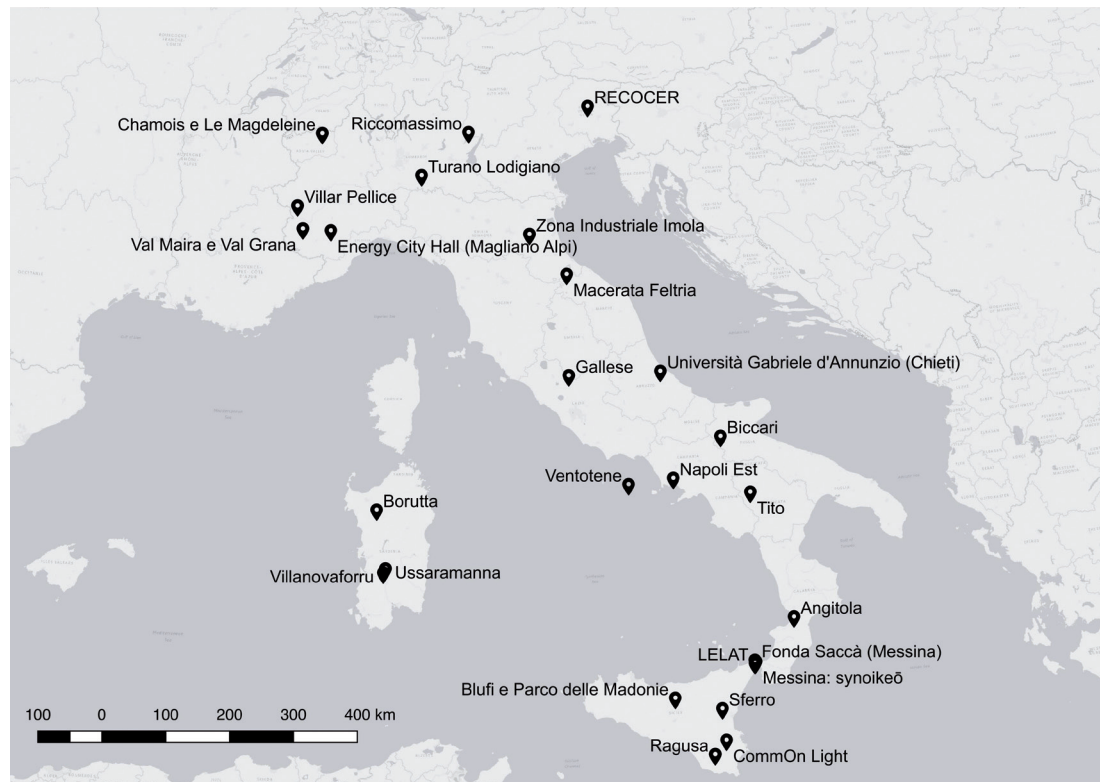 RECOCER
Chamois e Le Magdeleine
Riccomassimo
Turano Lodigiano
Villar Pellice
Zona Industriale Imola
Val Maira e Val Grana
Energy City Hall (Magliano Alpi)
Macerata Feltria
Università Gabriele d'Annunzio (Chieti)
Gallese
Biccari
Napoli Est
Ventotene
Tito
Borutta
Villanovaforru
Ussaramanna
Angitola
LELAT
Fonda Saccà (Messina)
Messina: synoikeō
Blufi e Parco delle Madonie
Sferro
100 0 100 200 300 400 km
Ragusa
CommOn Light